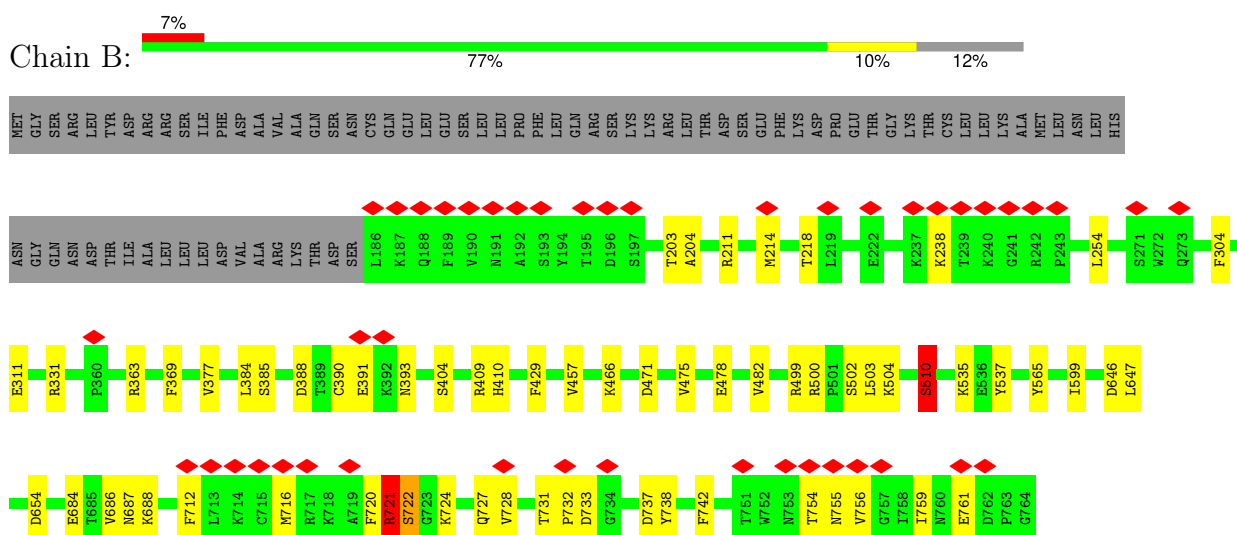 7%
Chain B:
77% 10% 12%
MET GLY SER ARG LEU TYR ASP ARG ARG SER ILE PHE ASP ALA VAL ALA GLN SER ASN CYS GLN GLU LEU GLU SER LEU LEU PRO PHE LEU GLN ARG SER LYS LYS ARG LEU THR ASP SER GLU PHE LYS ASP PRO GLU THR GLY LYS THR CYS LEU LEU LYS ALA MET LEU ASN LEU HIS
ASN GLY GLN ASN ASP THR ILE ALA LEU LEU LEU ASP VAL ALA ARG LYS THR ASP SER L186 K187 Q188 F189 V190 N191 A192 S193 Y194 T195 D196 S197 T203 A204 R211 M214 T218 L219 E222 K237 K238 T239 K240 G241 R242 P243 L254 S271 W272 Q273 F304
E311 R331 P360 R363 F369 V377 L384 S385 D388 T389 C390 E391 K392 N393 S404 R409 H410 F429 V457 K466 D471 V475 E478 V482 R499 R500 P501 S502 L503 K504 S510 K535 E536 Y537 Y565 I599 D646 L647
D654 E684 T685 V686 N687 K688 F712 L713 K714 C715 M716 R717 K718 A719 F720 R721 S722 G723 K724 Q727 V728 T731 P732 D733 G734 D737 Y738 F742 T751 W752 N753 T754 N755 V756 G757 I758 I759 N760 E761 D762 P763 G764